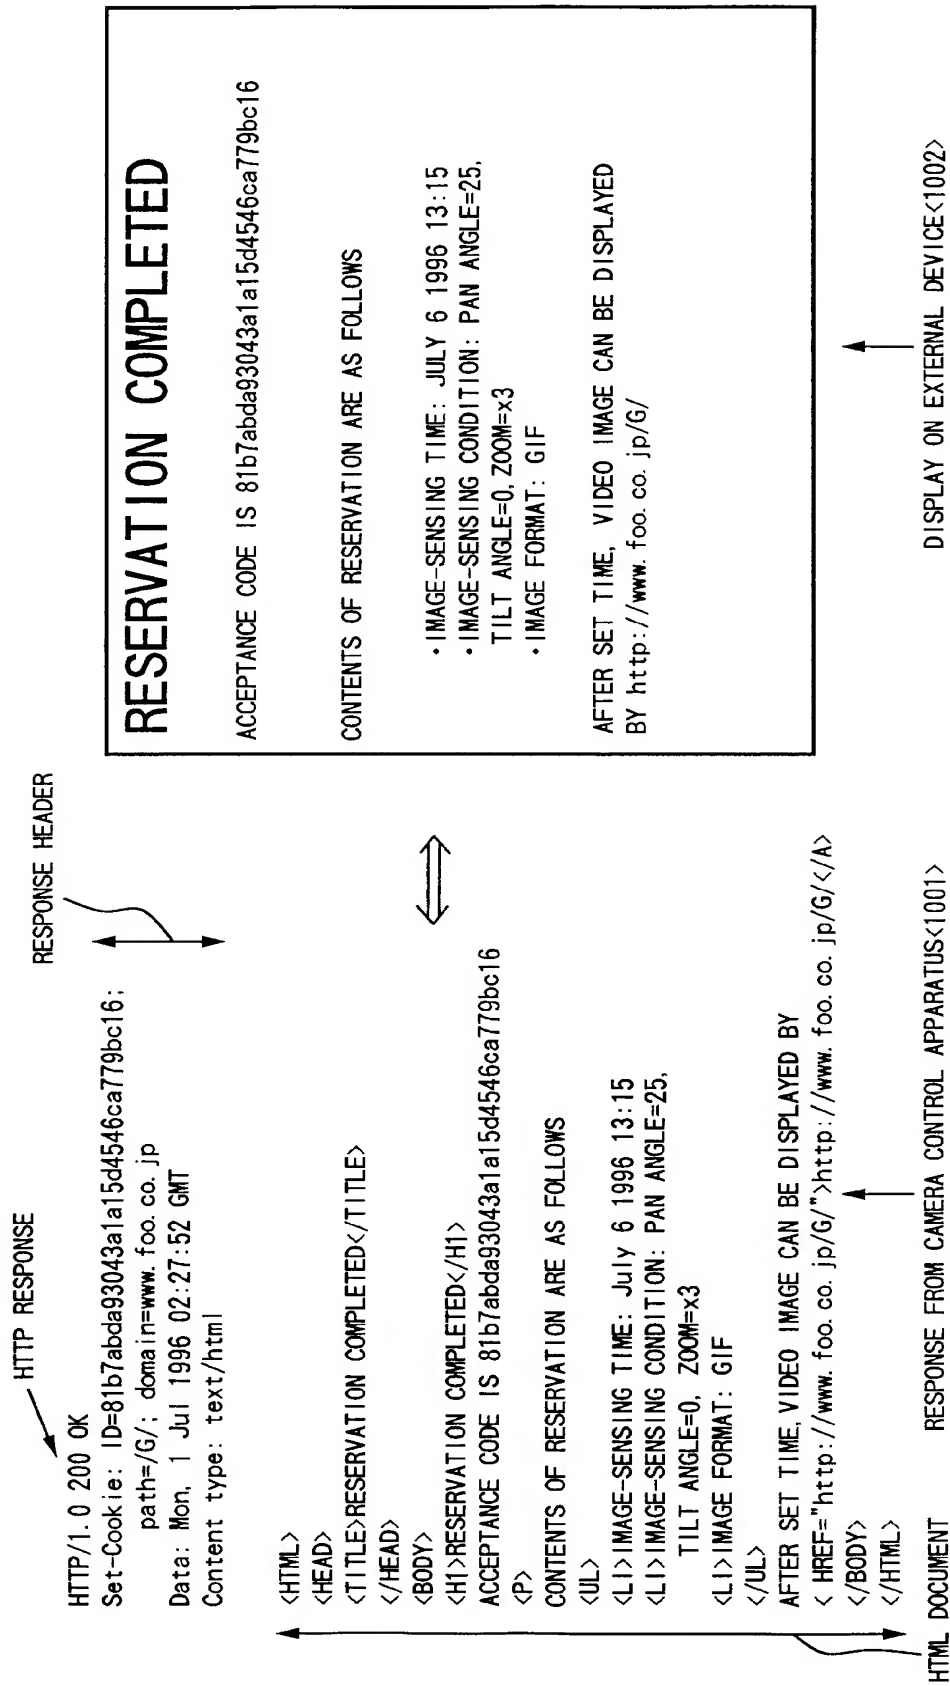 HTTP RESPONSE
HTTP/1.0 200 OK
Set-Cookie: ID=81b7abda93043a1a15d4546ca779bc16;
path=/G/; domain=www.foo.co.jp
Data: Mon, 1 Jul 1996 02:27:52 GMT
Content type: text/html
RESPONSE HEADER
<HTML>
<HEAD>
<TITLE>RESERVATION COMPLETED</TITLE>
</HEAD>
<BODY>
<H1>RESERVATION COMPLETED</H1>
ACCEPTANCE CODE IS 81b7abda93043a1a15d4546ca779bc16
<P>
CONTENTS OF RESERVATION ARE AS FOLLOWS
<UL>
<LI>IMAGE-SENSING TIME: July 6 1996 13:15
<LI>IMAGE-SENSING CONDITION: PAN ANGLE=25,
TILT ANGLE=0, ZOOM=x3
<LI>IMAGE FORMAT: GIF
</UL>
AFTER SET TIME, VIDEO IMAGE CAN BE DISPLAYED BY
< HREF="http://www.foo.co.jp/G/">http://www.foo.co.jp/G/</A>
</BODY>
</HTML>
HTML DOCUMENT
RESPONSE FROM CAMERA CONTROL APPARATUS<1001>
RESERVATION COMPLETED
ACCEPTANCE CODE IS 81b7abda93043a1a15d4546ca779bc16
CONTENTS OF RESERVATION ARE AS FOLLOWS
・IMAGE-SENSING TIME: JULY 6 1996 13:15
・IMAGE-SENSING CONDITION: PAN ANGLE=25,
TILT ANGLE=0, ZOOM=x3
・IMAGE FORMAT: GIF
AFTER SET TIME, VIDEO IMAGE CAN BE DISPLAYED
BY http://www.foo.co.jp/G/
DISPLAY ON EXTERNAL DEVICE<1002>